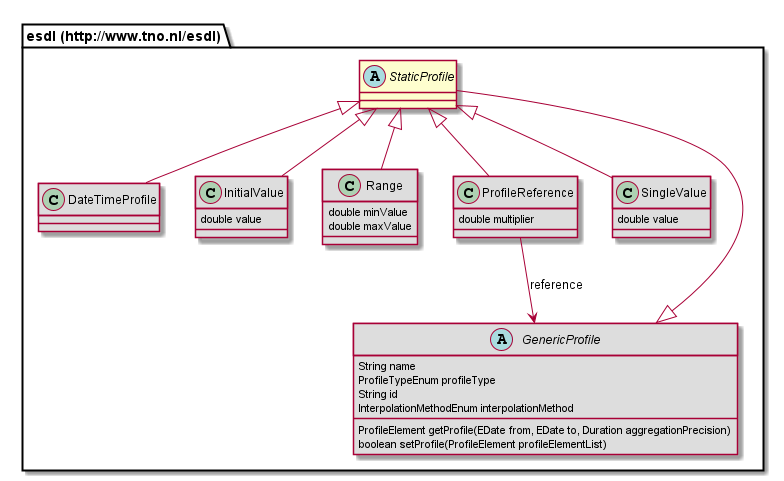 esdl (http://www.tno.nl/esdl)
A StaticProfile
C DateTimeProfile
C InitialValue
double value
C Range
double minValue
double maxValue
C ProfileReference
double multiplier
C SingleValue
double value
reference
A GenericProfile
String name
ProfileTypeEnum profileType
String id
InterpolationMethodEnum interpolationMethod
ProfileElement getProfile(EDate from, EDate to, Duration aggregationPrecision)
boolean setProfile(ProfileElement profileElementList)